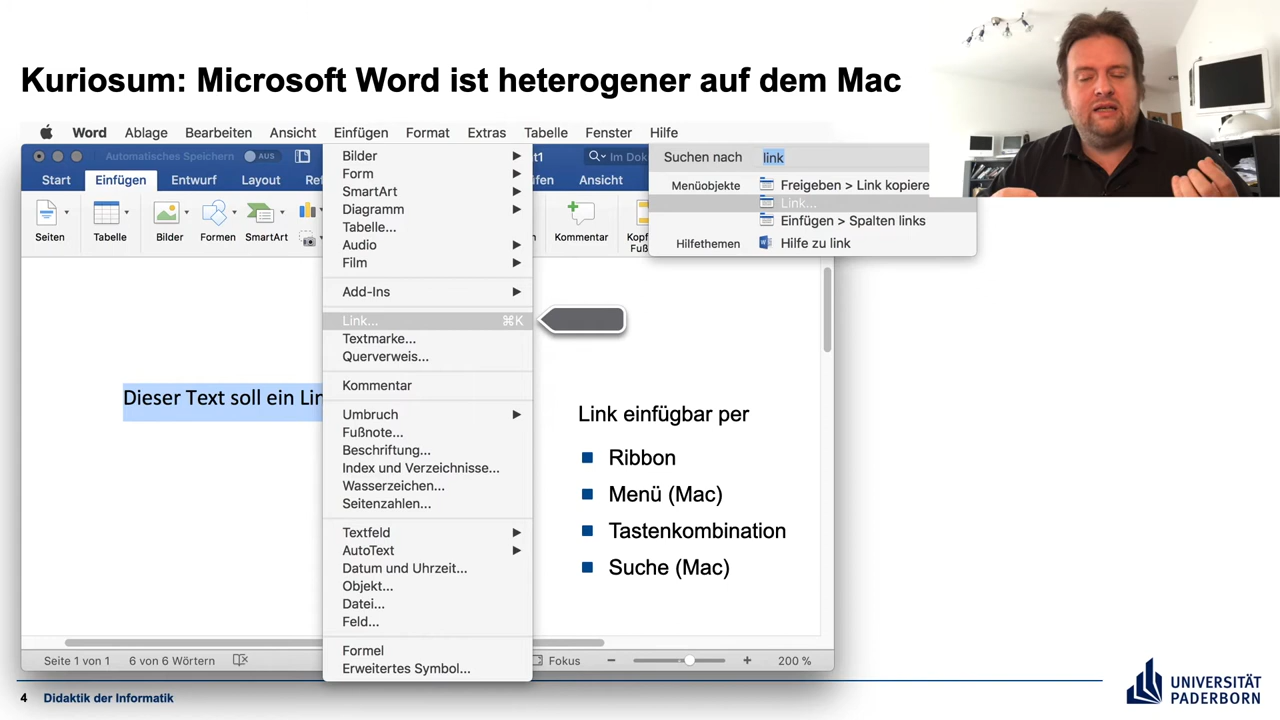 Kuriosum: Microsoft Word ist heterogener auf dem Mac
Word Ablage Bearbeiten Ansicht Einfügen Format Extras Tabelle Fenster Hilfe
Automatisches Speichern AUS
Start Einfügen Entwurf Layout
Ansicht
Seiten Tabelle Bilder Formen SmartArt
Kommentar
Bilder
Form
SmartArt
Diagramm
Tabelle...
Audio
Film
Add-Ins
Link... ⌘K
Textmarke...
Querverweis...
Kommentar
Umbruch
Fußnote...
Beschriftung...
Index und Verzeichnisse...
Wasserzeichen...
Seitenzahlen...
Textfeld
AutoText
Datum und Uhrzeit...
Objekt...
Datei...
Feld...
Formel
Erweitertes Symbol...
Suchen nach link
Menüobjekte Freigeben > Link kopiere
Link...
Einfügen > Spalten links
Hilfethemen Hilfe zu link
Dieser Text soll ein Lin
Link einfügbar per
Ribbon
Menü (Mac)
Tastenkombination
Suche (Mac)
Seite 1 von 1 6 von 6 Wörtern Fokus 200 %
4 Didaktik der Informatik
UNIVERSITÄT
PADERBORN